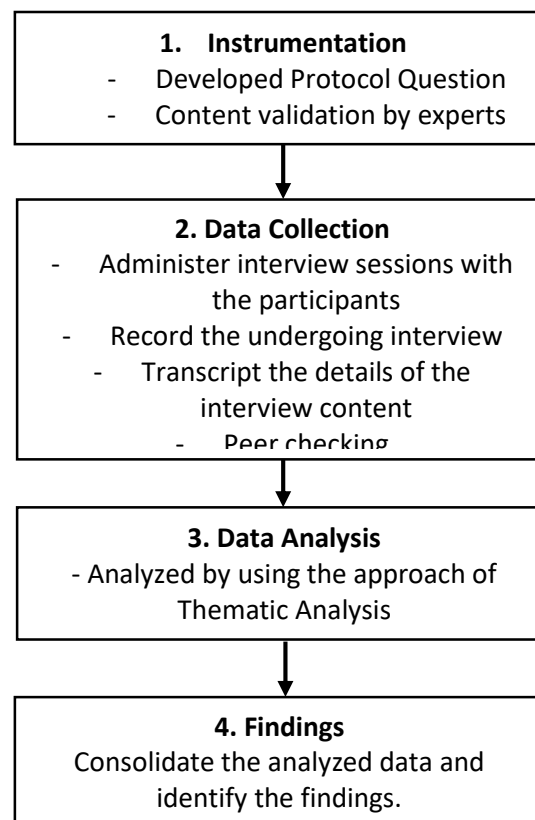 1. Instrumentation
- Developed Protocol Question
- Content validation by experts
2. Data Collection
- Administer interview sessions with
the participants
- Record the undergoing interview
- Transcript the details of the
interview content
- Peer checking
3. Data Analysis
- Analyzed by using the approach of
Thematic Analysis
4. Findings
Consolidate the analyzed data and
identify the findings.